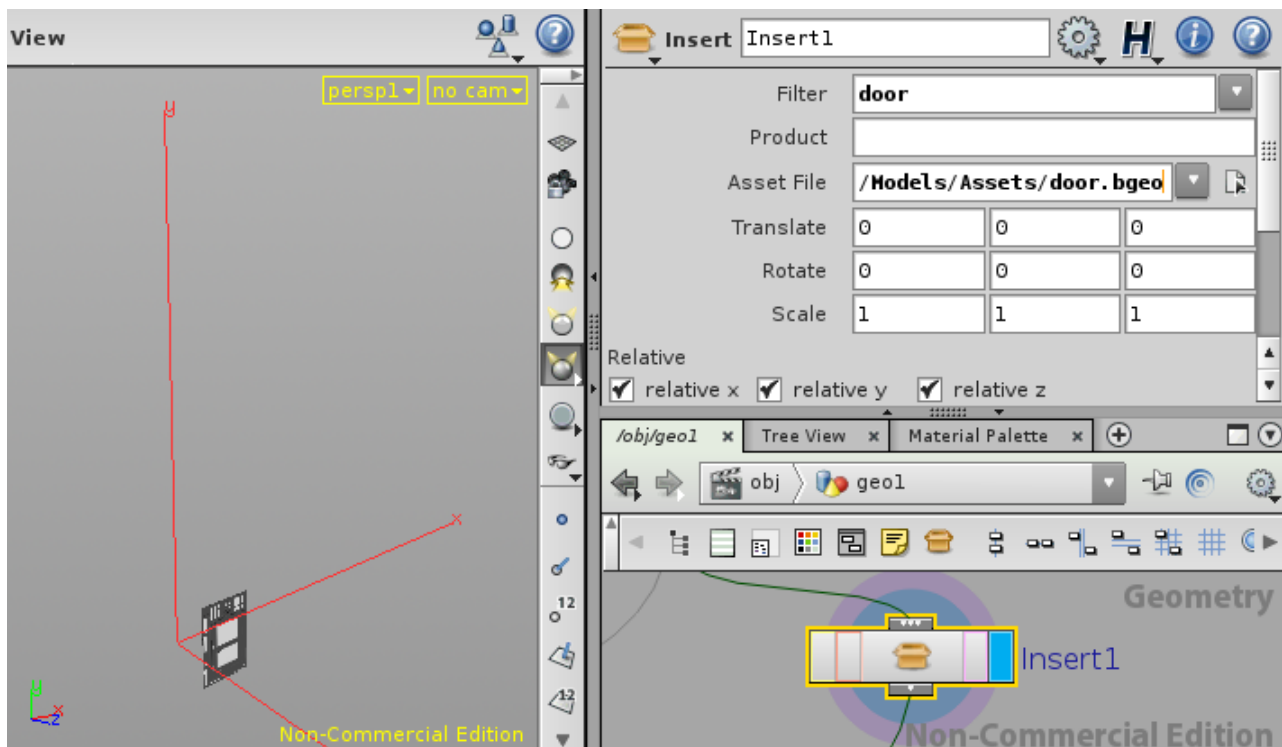 View
persp1 no cam
y
x
y
x
z
Non-Commercial Edition
12
12
Insert Insert1
Filter door
Product
Asset File /Models/Assets/door.bgeo
Translate 0 0 0
Rotate 0 0 0
Scale 1 1 1
Relative
relative x relative y relative z
/obj/geo1 Tree View Material Palette
obj geo1
Geometry
Insert1
Non-Commercial Edition